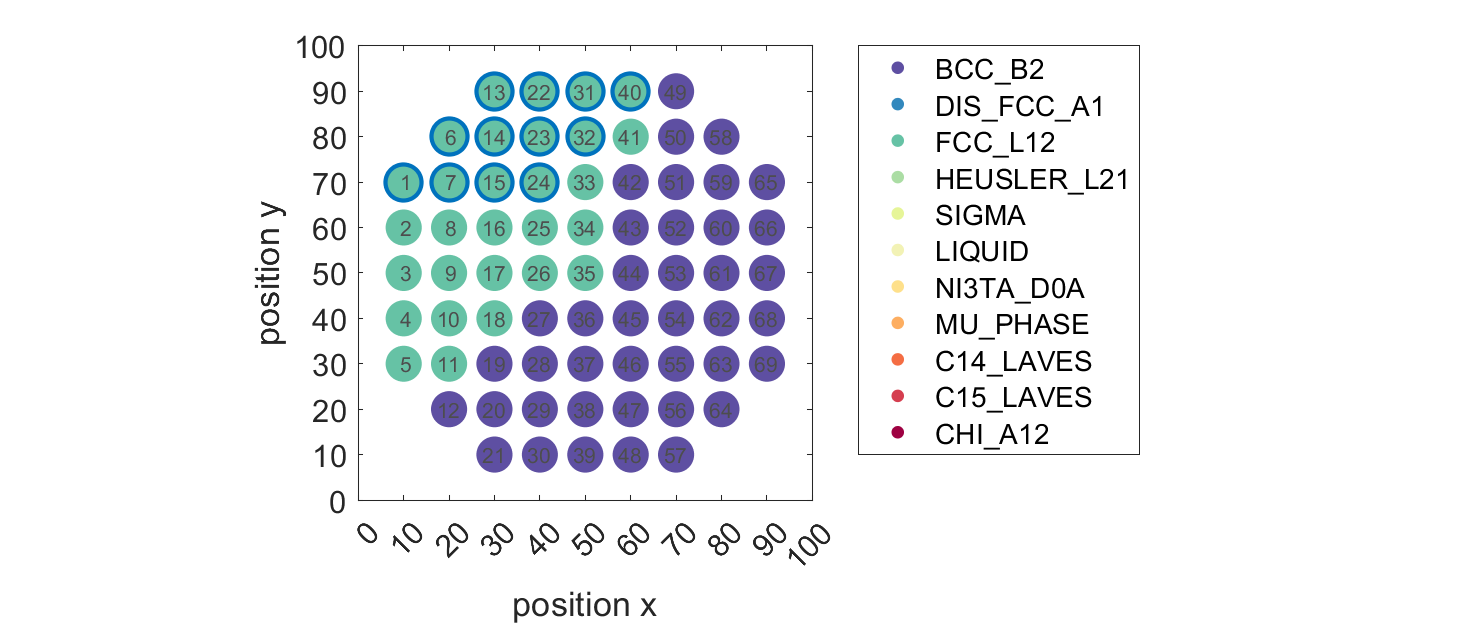 100
90
80
70
60
50
40
30
20
10
0
position y
13 22 31 40 49
6 14 23 32 41 50 58
1 7 15 24 33 42 51 59 65
2 8 16 25 34 43 52 60 66
3 9 17 26 35 44 53 61 67
4 10 18 27 36 45 54 62 68
5 11 19 28 37 46 55 63 69
12 20 29 38 47 56 64
21 30 39 48 57
0 10 20 30 40 50 60 70 80 90 100
position x
BCC_B2
DIS_FCC_A1
FCC_L12
HEUSLER_L21
SIGMA
LIQUID
NI3TA_D0A
MU_PHASE
C14_LAVES
C15_LAVES
CHI_A12